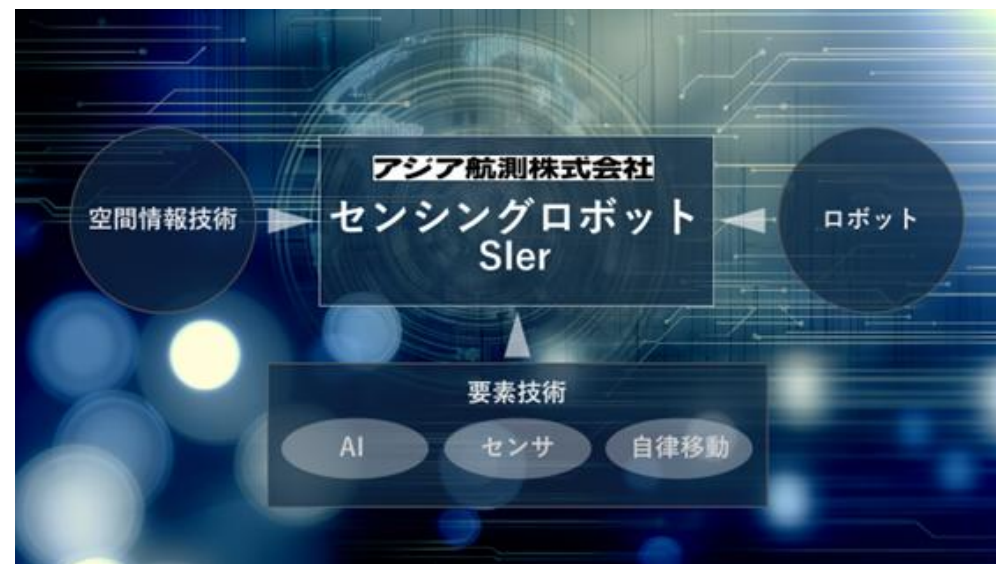 アジア航測株式会社
センシングロボット
SIer
空間情報技術
ロボット
要素技術
AI
センサ
自律移動